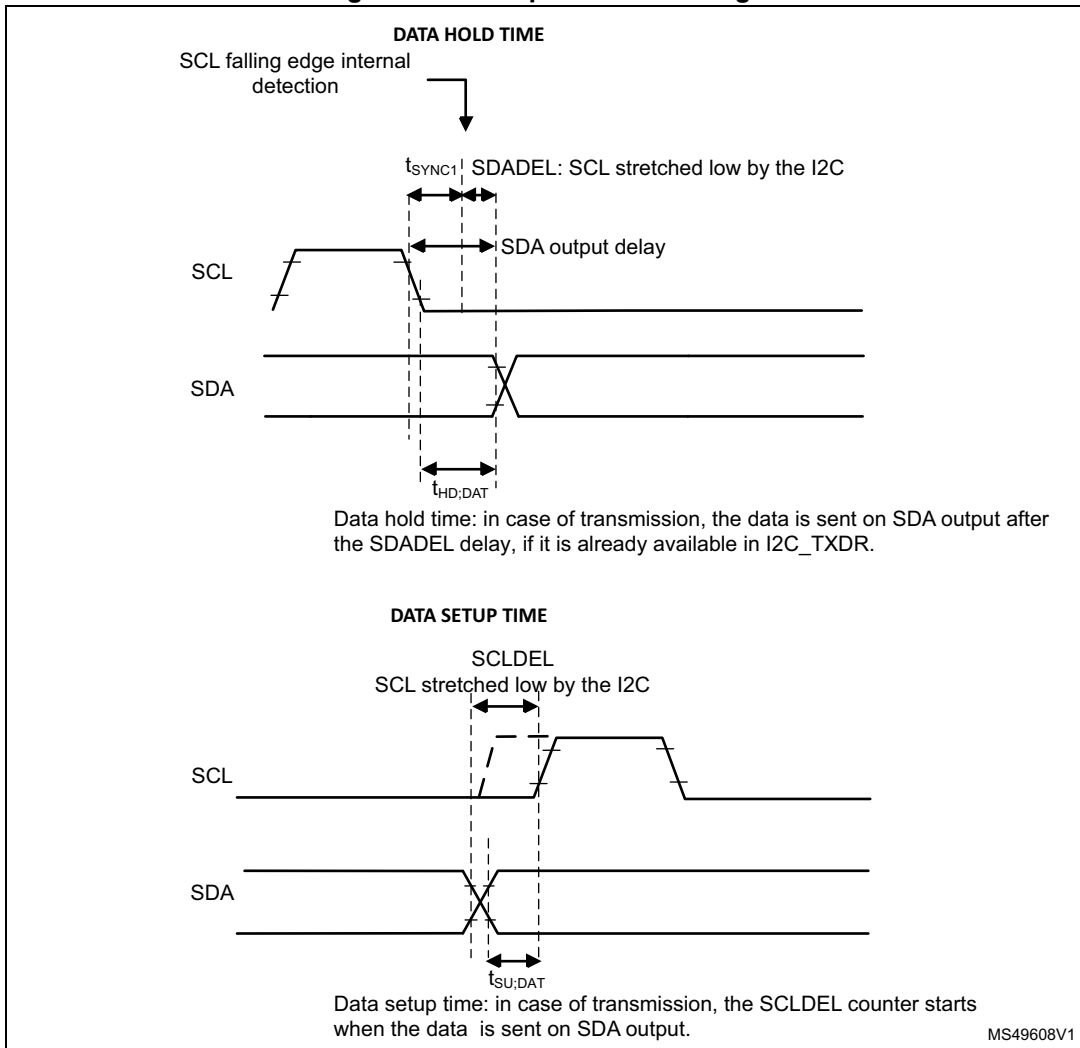 DATA HOLD TIME
SCL falling edge internal
detection
tSYNC1 SDADEL: SCL stretched low by the I2C
SDA output delay
SCL
SDA
tHD;DAT
Data hold time: in case of transmission, the data is sent on SDA output after
the SDADEL delay, if it is already available in I2C_TXDR.
DATA SETUP TIME
SCLDEL
SCL stretched low by the I2C
SCL
SDA
tSU;DAT
Data setup time: in case of transmission, the SCLDEL counter starts
when the data is sent on SDA output.
MS49608V1